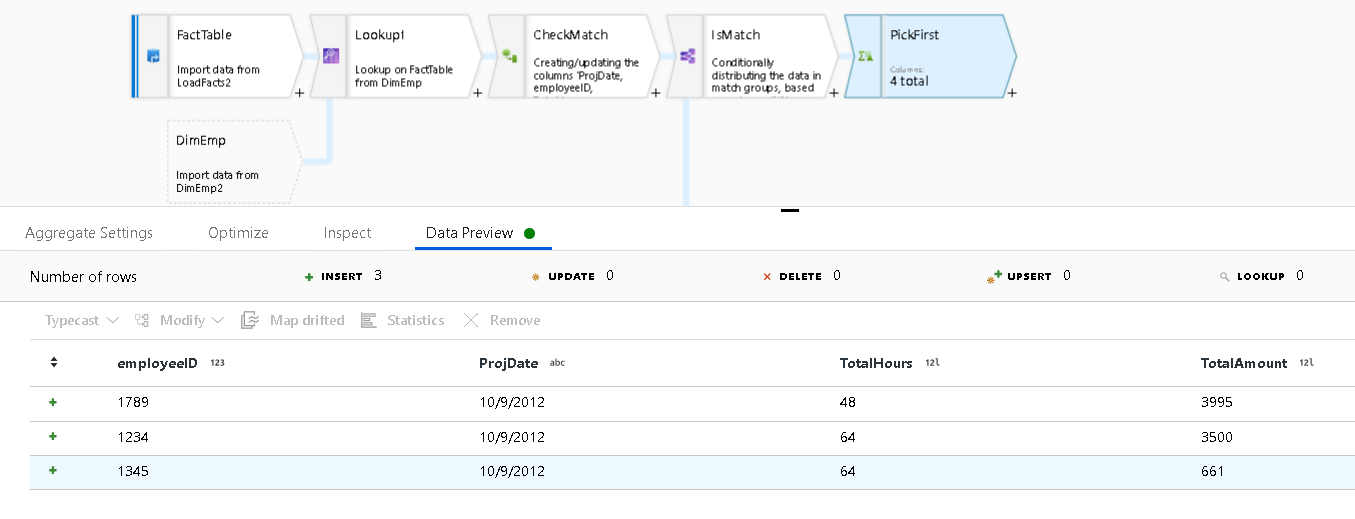 FactTable
Import data from
LoadFacts2
Lookup1
Lookup on FactTable
from DimEmp
CheckMatch
Creating/updating the
columns 'ProjDate,
employeeID,
IsMatch
Conditionally
distributing the data in
match groups, based
PickFirst
Columns:
4 total
DimEmp
Import data from
DimEmp2
Aggregate Settings Optimize Inspect Data Preview
Number of rows INSERT 3 UPDATE 0 DELETE 0 UPSERT 0 LOOKUP 0
Typecast Modify Map drifted Statistics Remove
employeeID 123 ProjDate abc TotalHours 12l TotalAmount 12l
1789 10/9/2012 48 3995
1234 10/9/2012 64 3500
1345 10/9/2012 64 661